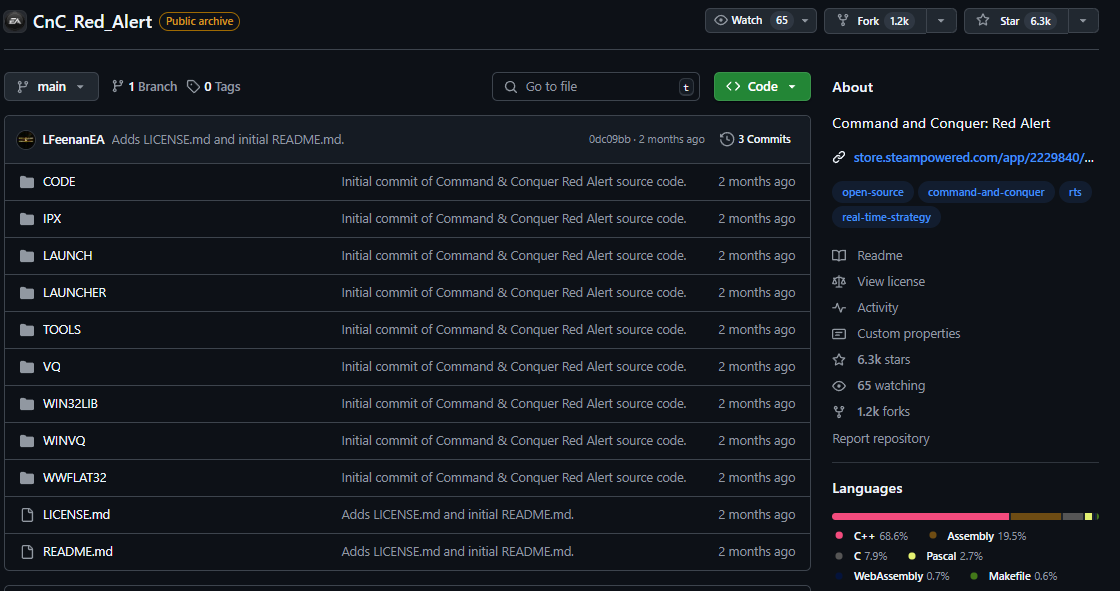 EA CnC_Red_Alert Public archive Watch 65 Fork 1.2k Star 6.3k
main 1 Branch 0 Tags Go to file t Code
LFeenanEA Adds LICENSE.md and initial README.md. 0dc09bb · 2 months ago 3 Commits
CODE Initial commit of Command & Conquer Red Alert source code. 2 months ago
IPX Initial commit of Command & Conquer Red Alert source code. 2 months ago
LAUNCH Initial commit of Command & Conquer Red Alert source code. 2 months ago
LAUNCHER Initial commit of Command & Conquer Red Alert source code. 2 months ago
TOOLS Initial commit of Command & Conquer Red Alert source code. 2 months ago
VQ Initial commit of Command & Conquer Red Alert source code. 2 months ago
WIN32LIB Initial commit of Command & Conquer Red Alert source code. 2 months ago
WINVQ Initial commit of Command & Conquer Red Alert source code. 2 months ago
WWFLAT32 Initial commit of Command & Conquer Red Alert source code. 2 months ago
LICENSE.md Adds LICENSE.md and initial README.md. 2 months ago
README.md Adds LICENSE.md and initial README.md. 2 months ago
About
Command and Conquer: Red Alert
store.steampowered.com/app/2229840/...
open-source command-and-conquer rts
real-time-strategy
Readme
View license
Activity
Custom properties
6.3k stars
65 watching
1.2k forks
Report repository
Languages
C++ 68.6% Assembly 19.5%
C 7.9% Pascal 2.7%
WebAssembly 0.7% Makefile 0.6%